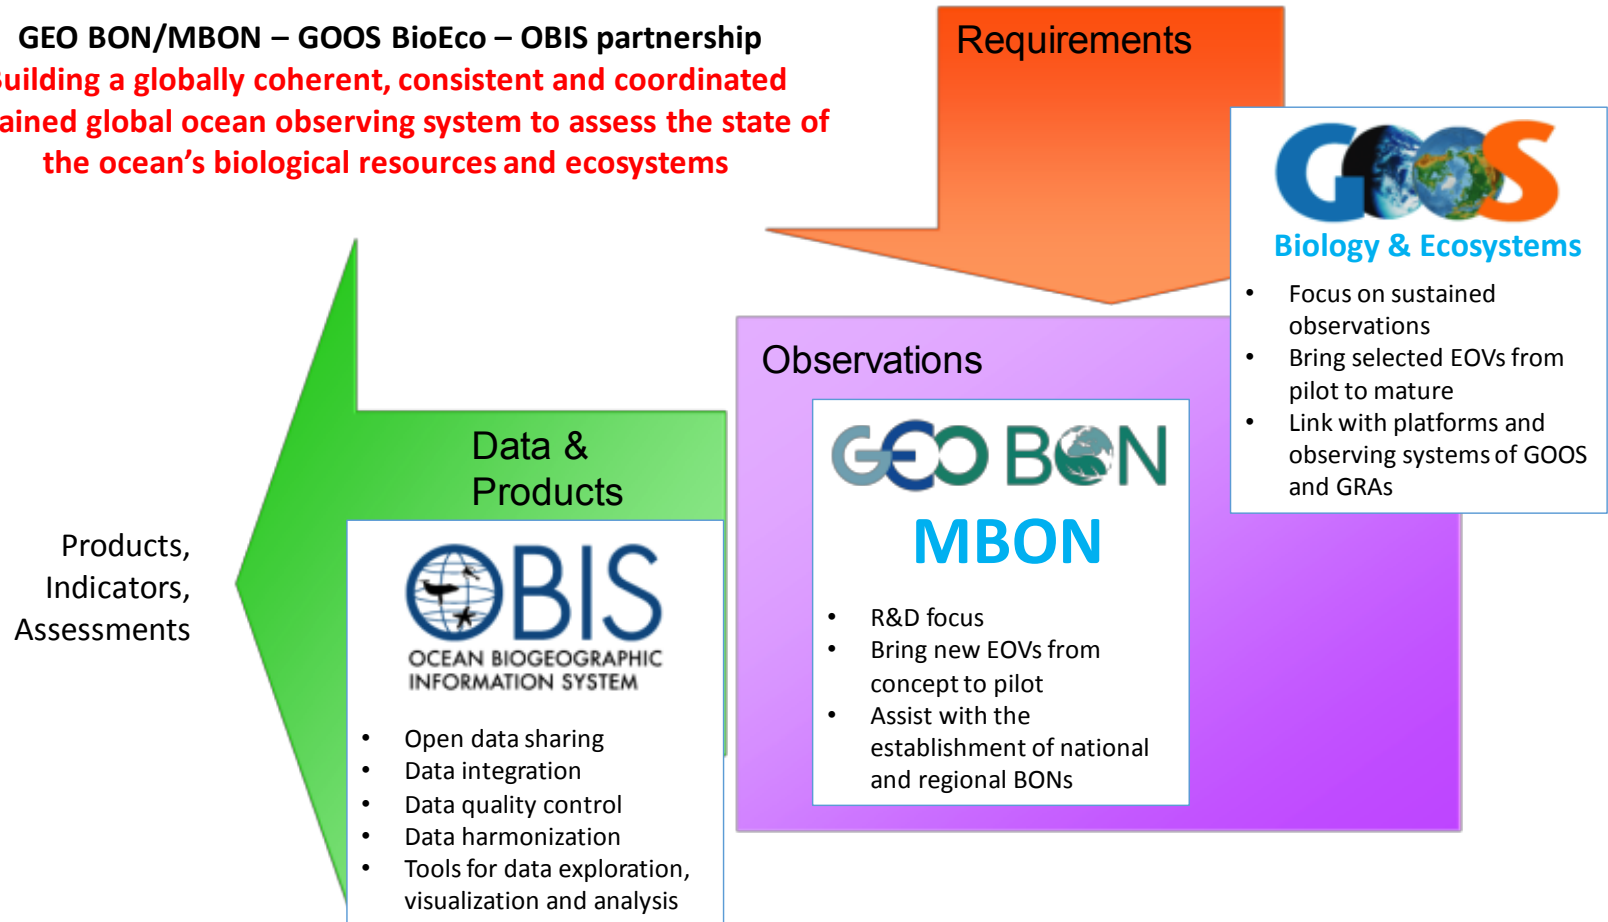 GEO BON/MBON – GOOS BioEco – OBIS partnership
Building a globally coherent, consistent and coordinated
ained global ocean observing system to assess the state of
the ocean's biological resources and ecosystems
Requirements
GOOS
Biology & Ecosystems
• Focus on sustained
observations
• Bring selected EOVs from
pilot to mature
• Link with platforms and
observing systems of GOOS
and GRAs
Observations
GEO BON
MBON
• R&D focus
• Bring new EOVs from
concept to pilot
• Assist with the
establishment of national
and regional BONs
Data &
Products
OBIS
OCEAN BIOGEOGRAPHIC
INFORMATION SYSTEM
• Open data sharing
• Data integration
• Data quality control
• Data harmonization
• Tools for data exploration,
visualization and analysis
Products,
Indicators,
Assessments